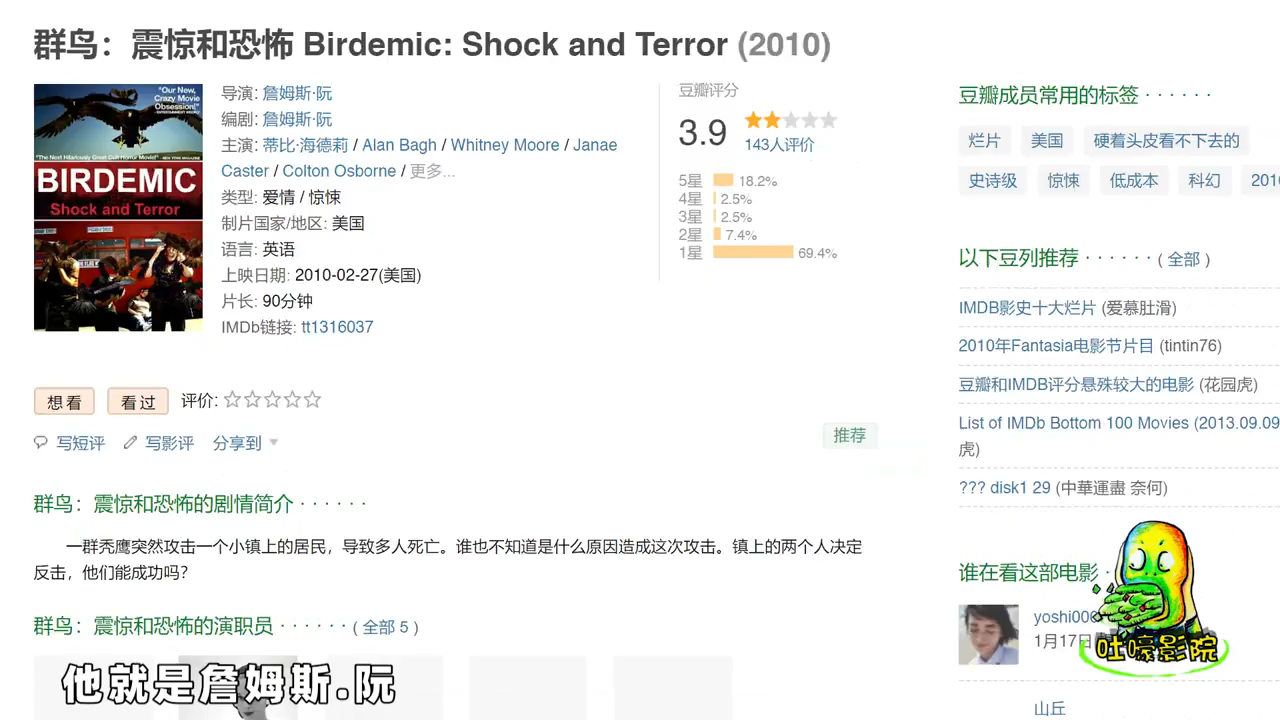 群鸟：震惊和恐怖 Birdemic: Shock and Terror (2010)
"Our New,
Crazy Movie
Obsession!"
BIRDEMIC
Shock and Terror
导演: 詹姆斯·阮
编剧: 詹姆斯·阮
主演: 蒂比·海德莉 / Alan Bagh / Whitney Moore / Janae
Caster / Colton Osborne / 更多...
类型: 爱情 / 惊悚
制片国家/地区: 美国
语言: 英语
上映日期: 2010-02-27(美国)
片长: 90分钟
IMDb链接: tt1316037
豆瓣评分
3.9
143人评价
5星 18.2%
4星 2.5%
3星 2.5%
2星 7.4%
1星 69.4%
想看 看过 评价:
写短评 写影评 分享到
推荐
群鸟：震惊和恐怖的剧情简介 · · · · · ·
一群秃鹰突然攻击一个小镇上的居民，导致多人死亡。谁也不知道是什么原因造成这次攻击。镇上的两个人决定
反击，他们能成功吗?
群鸟：震惊和恐怖的演职员 · · · · · · ( 全部 5 )
他就是詹姆斯.阮
豆瓣成员常用的标签 · · · · · ·
烂片 美国 硬着头皮看不下去的
史诗级 惊悚 低成本 科幻 2010
以下豆列推荐 · · · · · · ( 全部 )
IMDB影史十大烂片 (爱慕肚滑)
2010年Fantasia电影节片目 (tintin76)
豆瓣和IMDB评分悬殊较大的电影 (花园虎)
List of IMDb Bottom 100 Movies (2013.09.09
虎)
??? disk1 29 (中華運盡 奈何)
谁在看这部电影 ·
yoshi000
1月17日
吐嚎影院
山丘